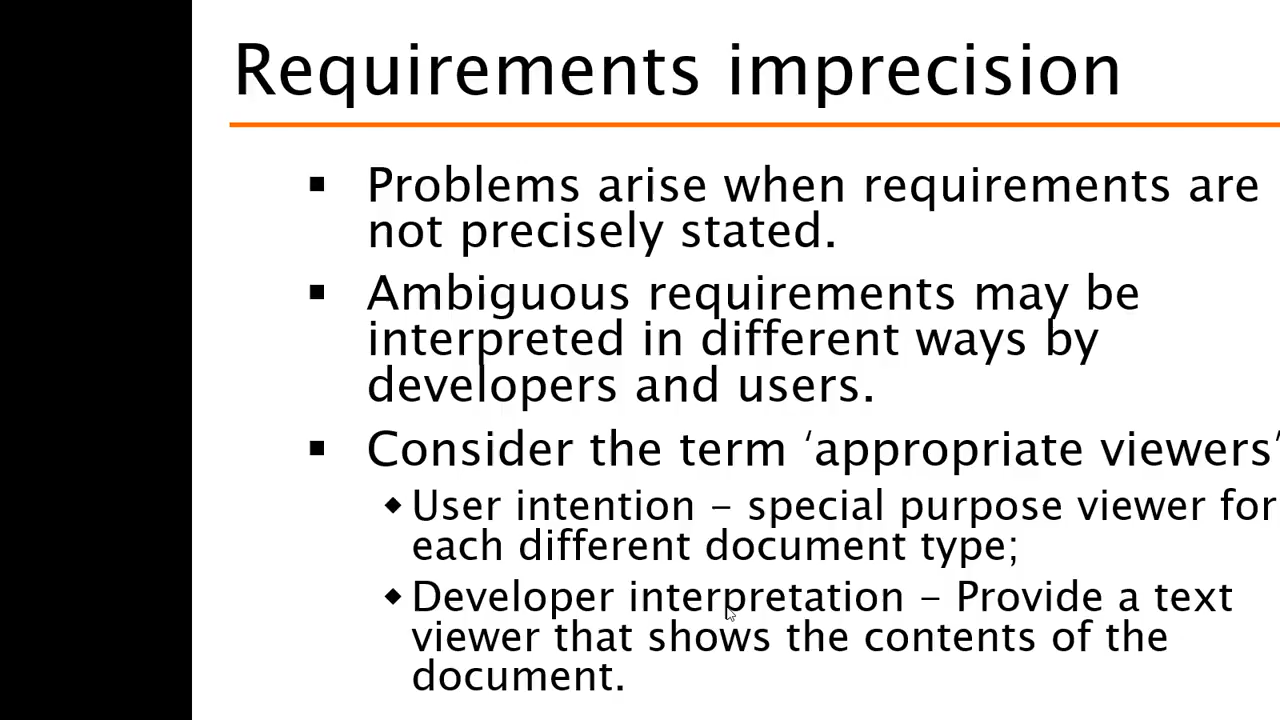 Requirements imprecision
▪ Problems arise when requirements are
not precisely stated.
▪ Ambiguous requirements may be
interpreted in different ways by
developers and users.
▪ Consider the term ‘appropriate viewers’
◆ User intention – special purpose viewer for
each different document type;
◆ Developer interpretation – Provide a text
viewer that shows the contents of the
document.